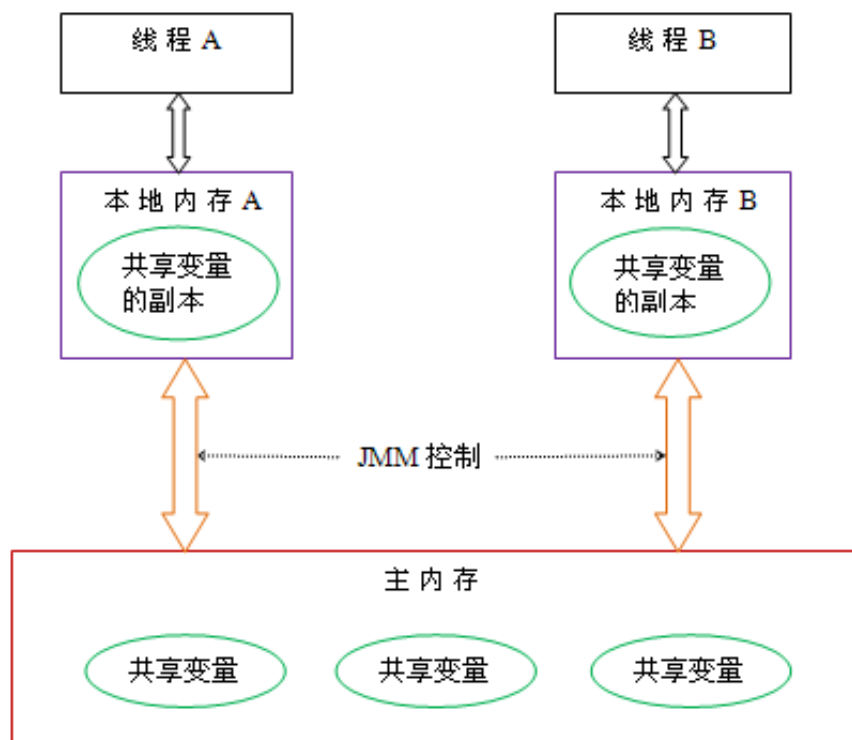 线程 A
线程 B
本地内存 A
本地内存 B
共享变量
的副本
共享变量
的副本
JMM 控制
主内存
共享变量
共享变量
共享变量